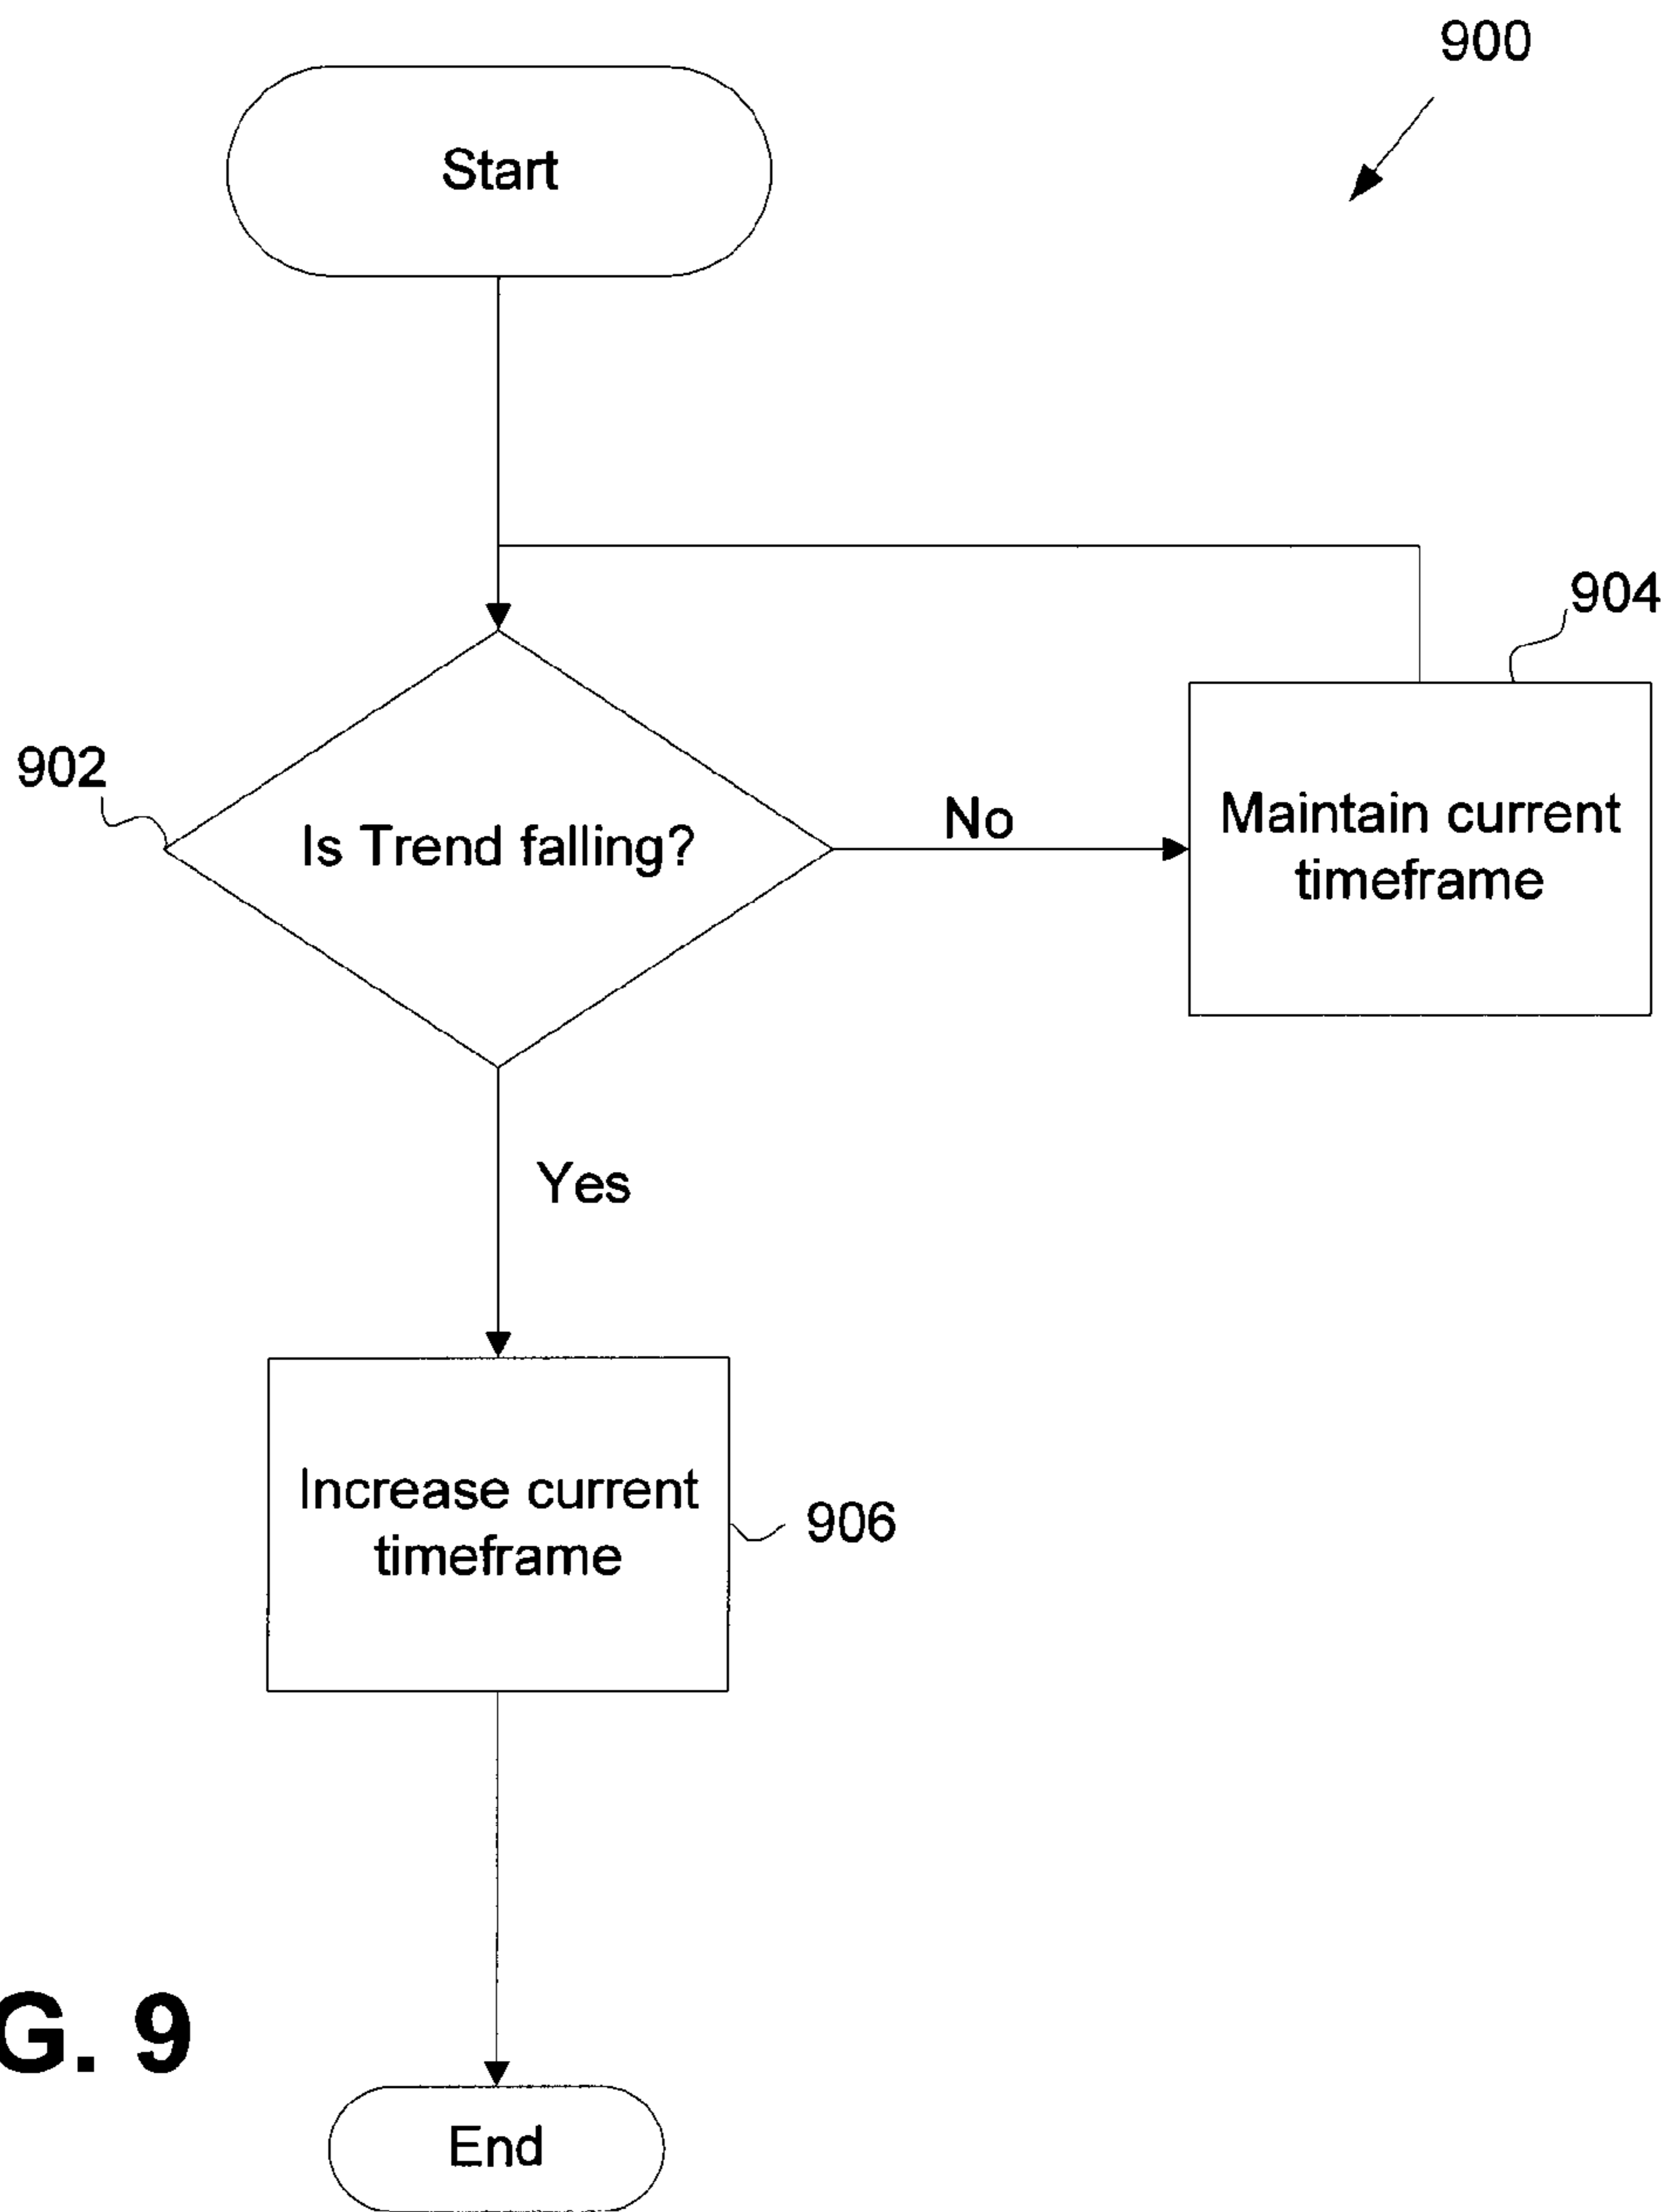 900
Start
904
902
Is Trend falling?
No
Maintain current
timeframe
Yes
Increase current
timeframe
906
G. 9
End